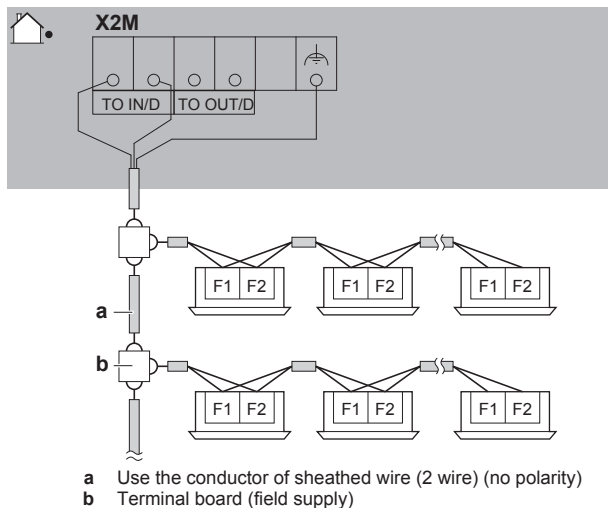 X2M
TO IN/D TO OUT/D
F1 F2 F1 F2 F1 F2
a
b
F1 F2 F1 F2 F1 F2
a Use the conductor of sheathed wire (2 wire) (no polarity)
b Terminal board (field supply)